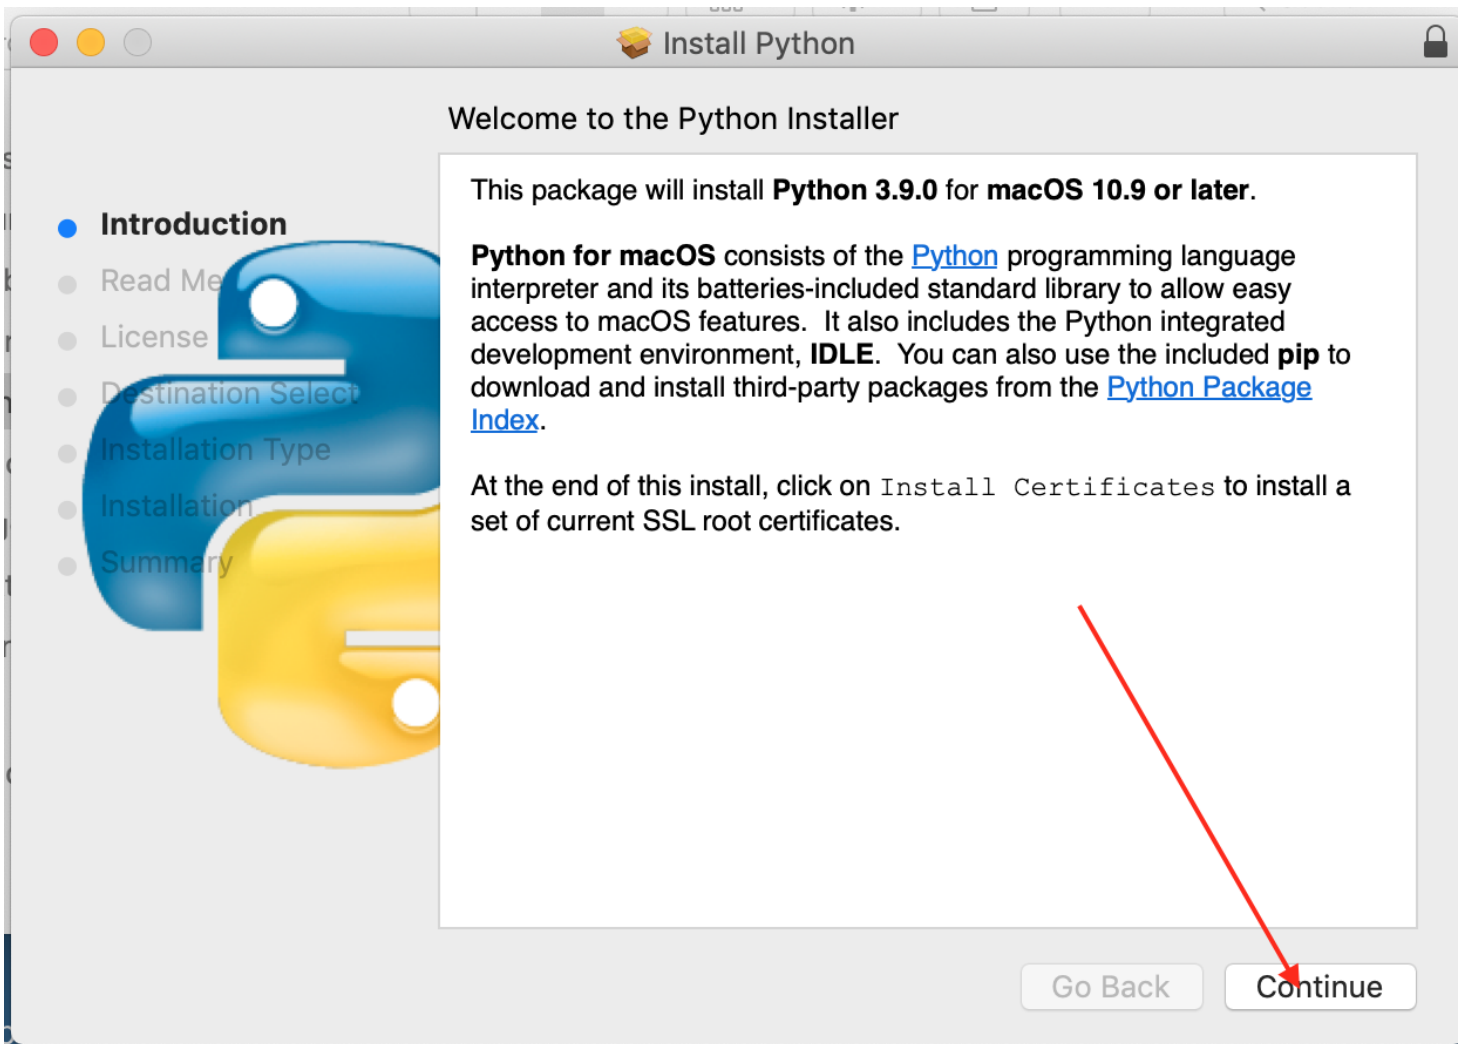 Install Python
Welcome to the Python Installer
Introduction
Read Me
License
Destination Select
Installation Type
Installation
Summary
This package will install Python 3.9.0 for macOS 10.9 or later.
Python for macOS consists of the Python programming language
interpreter and its batteries-included standard library to allow easy
access to macOS features.  It also includes the Python integrated
development environment, IDLE.  You can also use the included pip to
download and install third-party packages from the Python Package
Index.
At the end of this install, click on Install Certificates to install a
set of current SSL root certificates.
Go Back
Continue